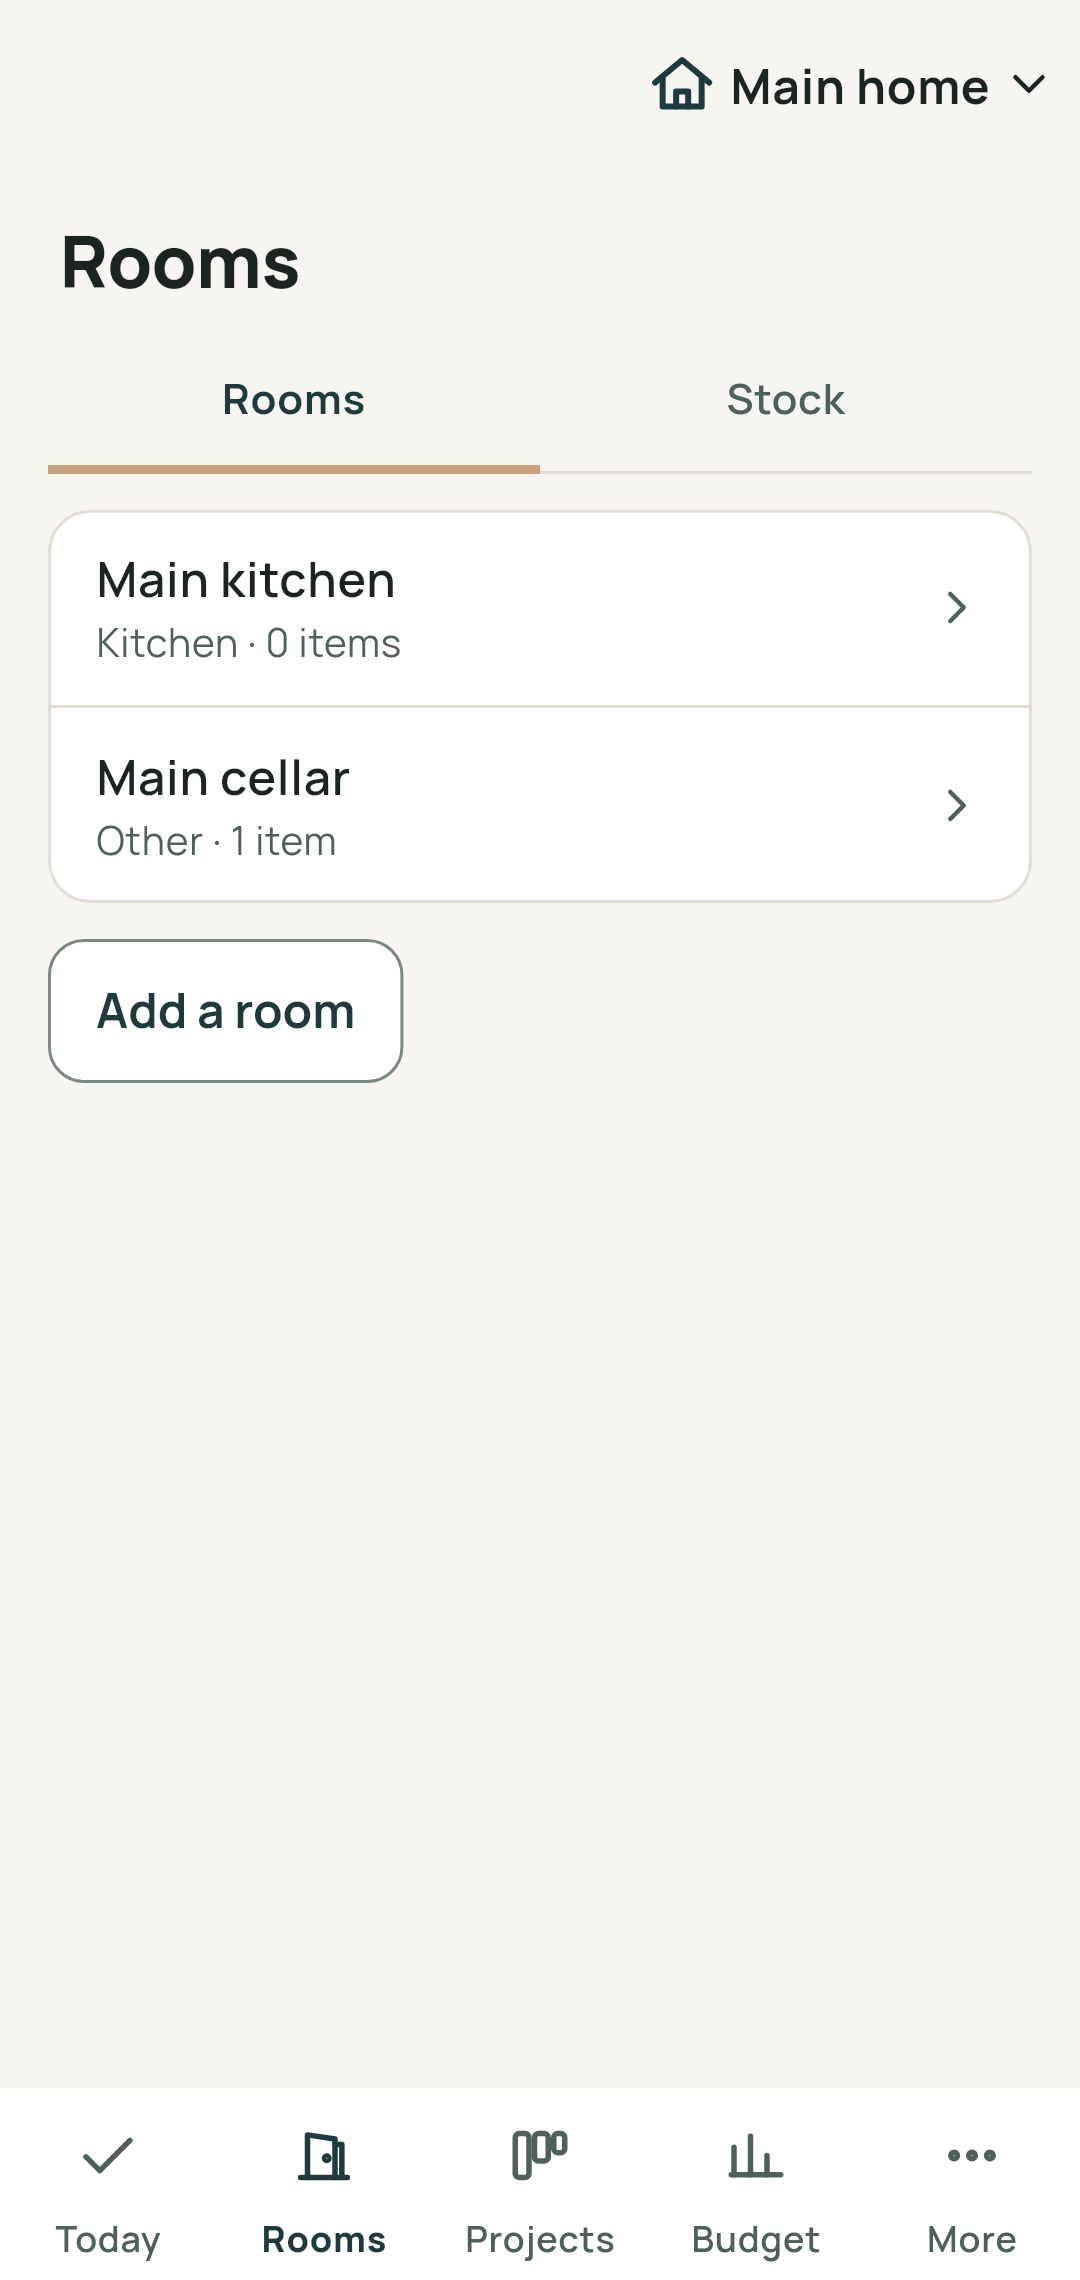 Main home
Rooms
Rooms
Stock
Main kitchen
Kitchen · 0 items
Main cellar
Other · 1 item
Add a room
Today
Rooms
Projects
Budget
More